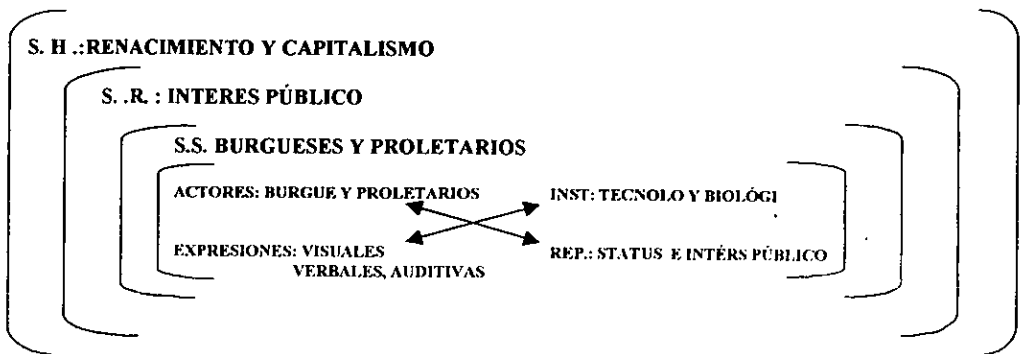 S. H .:RENACIMIENTO Y CAPITALISMO
S. .R. : INTERES PÚBLICO
S.S. BURGUESES Y PROLETARIOS
ACTORES: BURGUE Y PROLETARIOS INST: TECNOLO Y BIOLÓGI
EXPRESIONES: VISUALES REP.: STATUS E INTÉRS PÚBLICO
VERBALES, AUDITIVAS